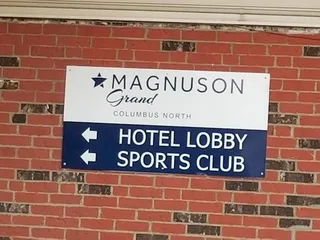 MAGNUSON
Grand
COLUMBUS NORTH
HOTEL LOBBY
SPORTS CLUB